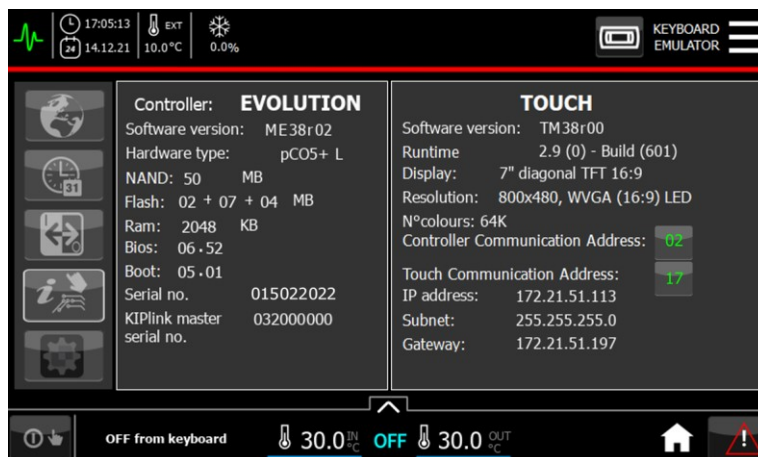 17:05:13 EXT
24 14.12.21 10.0°C 0.0%
KEYBOARD
EMULATOR
31
Controller: EVOLUTION
Software version: ME38r02
Hardware type: pCO5+ L
NAND: 50 MB
Flash: 02 + 07 + 04 MB
Ram: 2048 KB
Bios: 06.52
Boot: 05.01
Serial no. 015022022
KIPlink master 032000000
serial no.
TOUCH
Software version: TM38r00
Runtime 2.9 (0) - Build (601)
Display: 7" diagonal TFT 16:9
Resolution: 800x480, WVGA (16:9) LED
N°colours: 64K
Controller Communication Address: 02
Touch Communication Address: 17
IP address: 172.21.51.113
Subnet: 255.255.255.0
Gateway: 172.21.51.197
OFF from keyboard 30.0 IN °C OFF 30.0 OUT °C